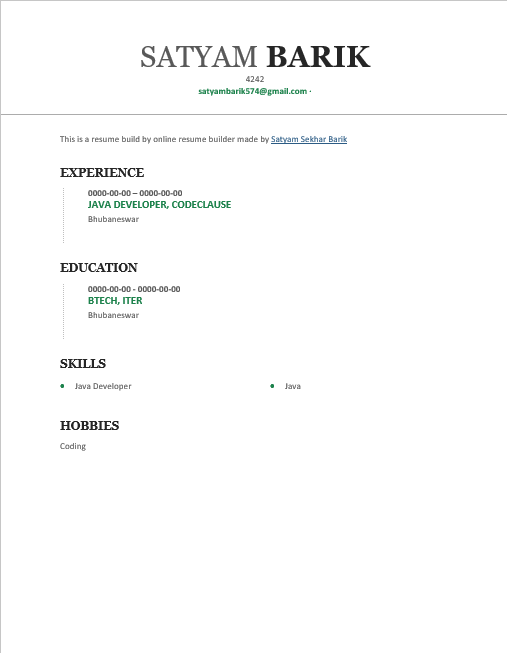 SATYAM BARIK
4242
satyambarik574@gmail.com ·
This is a resume build by online resume builder made by Satyam Sekhar Barik
EXPERIENCE
0000-00-00 – 0000-00-00
JAVA DEVELOPER, CODECLAUSE
Bhubaneswar
EDUCATION
0000-00-00 - 0000-00-00
BTECH, ITER
Bhubaneswar
SKILLS
• Java Developer • Java
HOBBIES
Coding